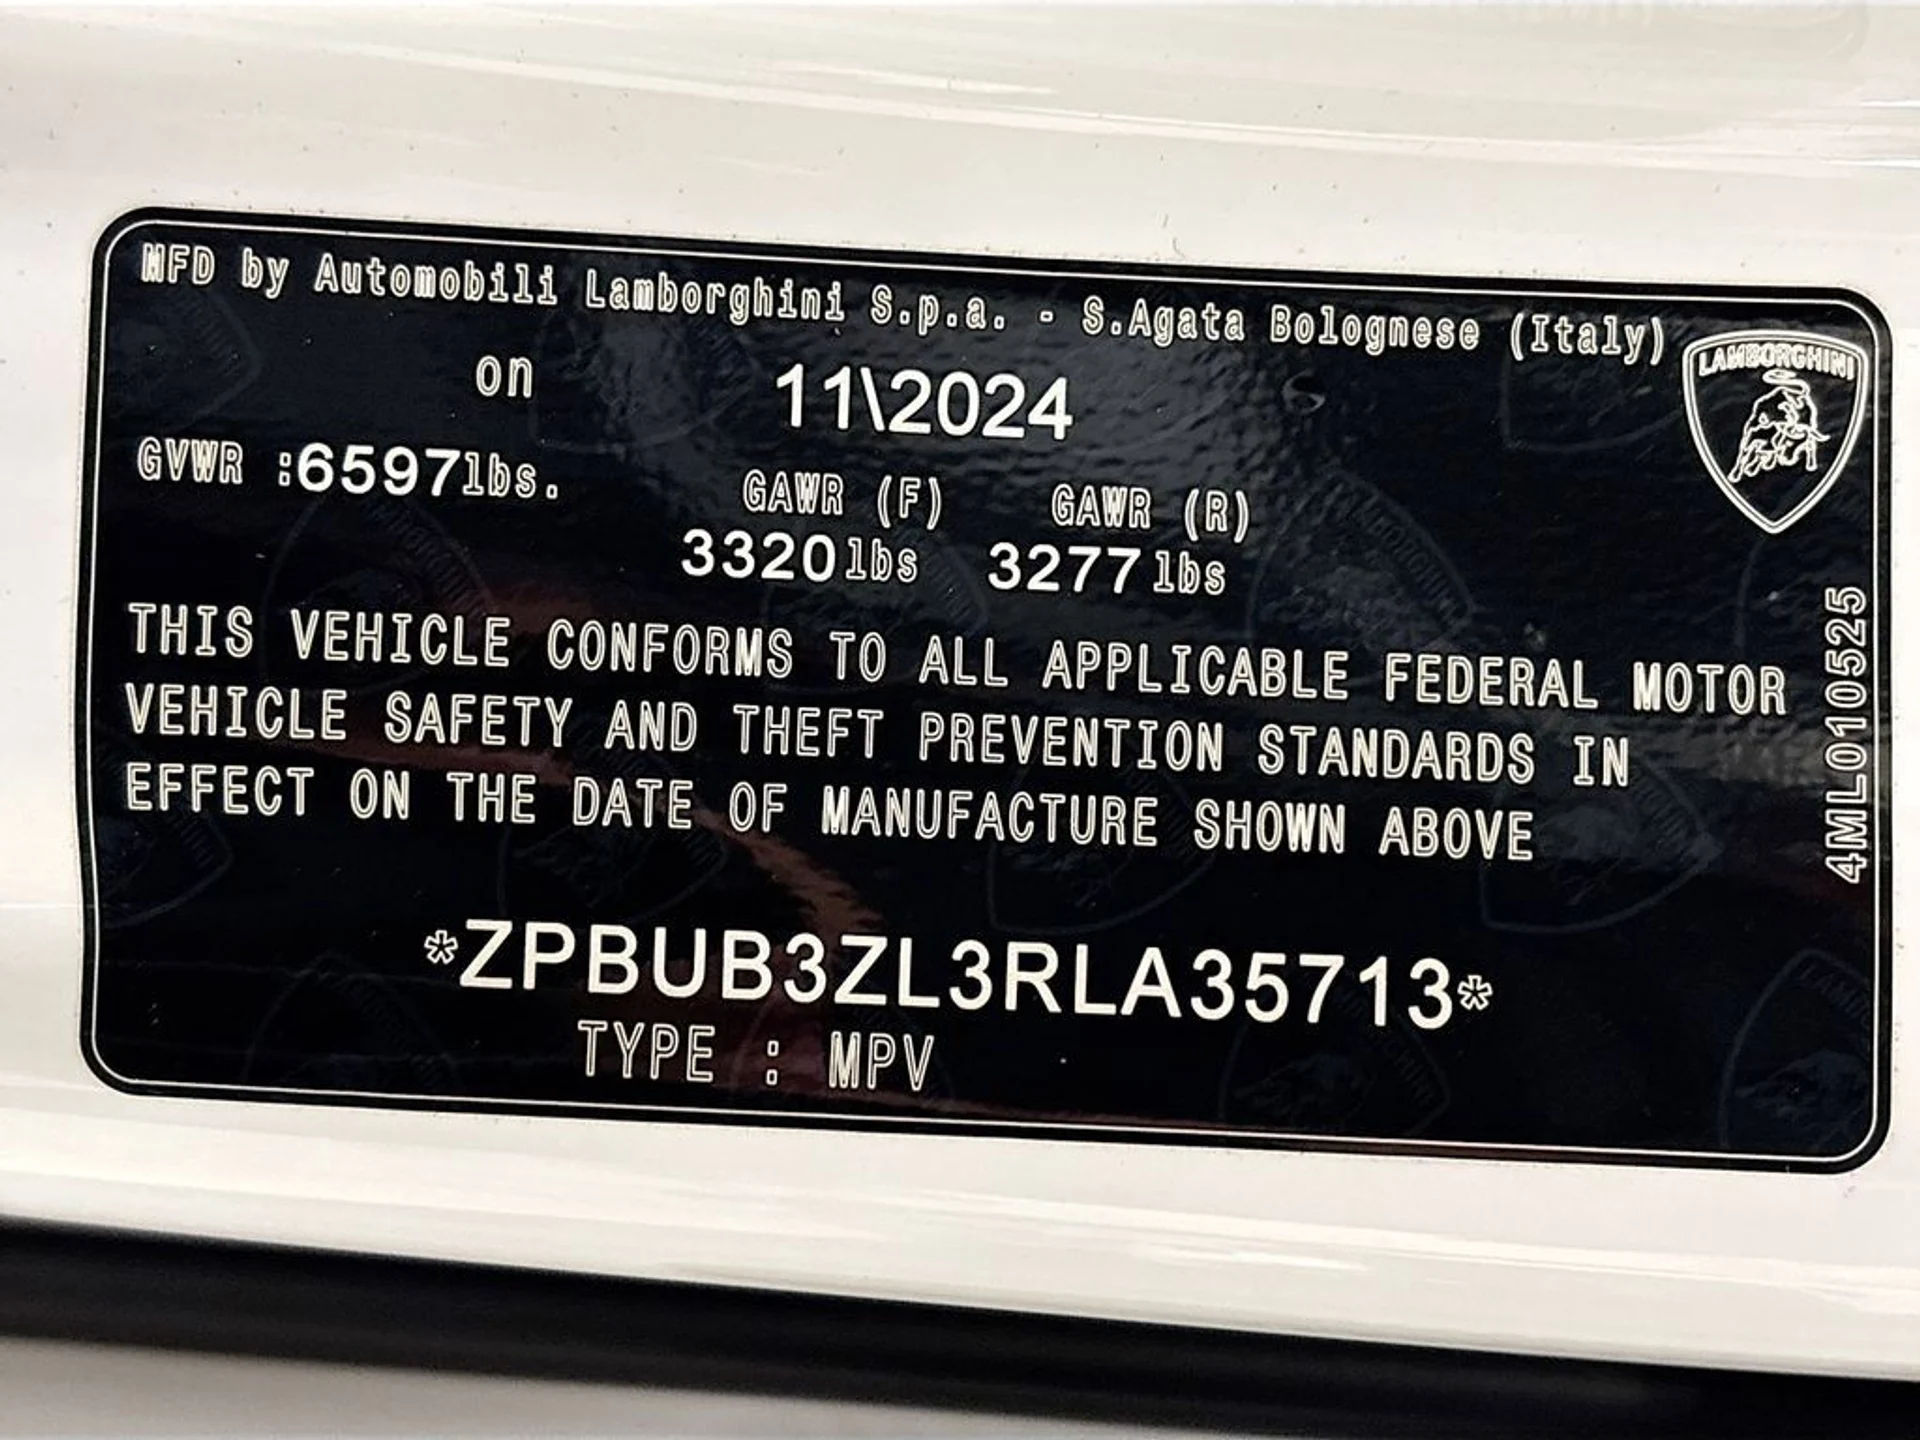 MFD by Automobili Lamborghini S.p.a. - S.Agata Bolognese (Italy)
LAMBORGHINI
on 11\2024
GVWR :6597lbs. GAWR (F) GAWR (R)
3320lbs 3277lbs
THIS VEHICLE CONFORMS TO ALL APPLICABLE FEDERAL MOTOR
VEHICLE SAFETY AND THEFT PREVENTION STANDARDS IN
EFFECT ON THE DATE OF MANUFACTURE SHOWN ABOVE
*ZPBUB3ZL3RLA35713*
TYPE : MPV
4ML010525